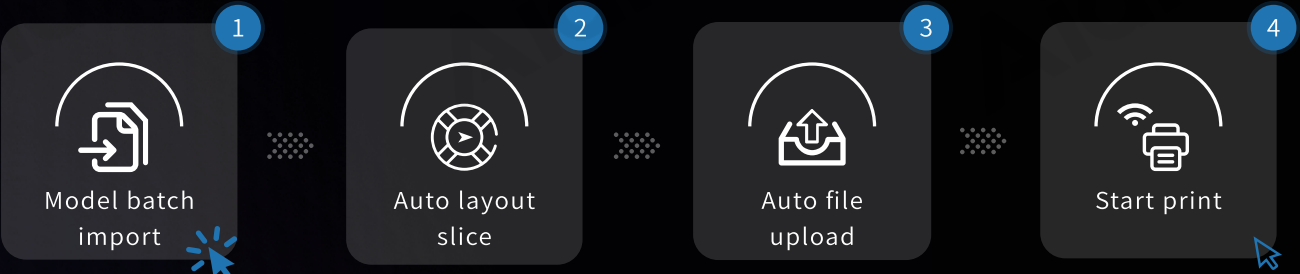 1
Model batch
import
2
Auto layout
slice
3
Auto file
upload
4
Start print